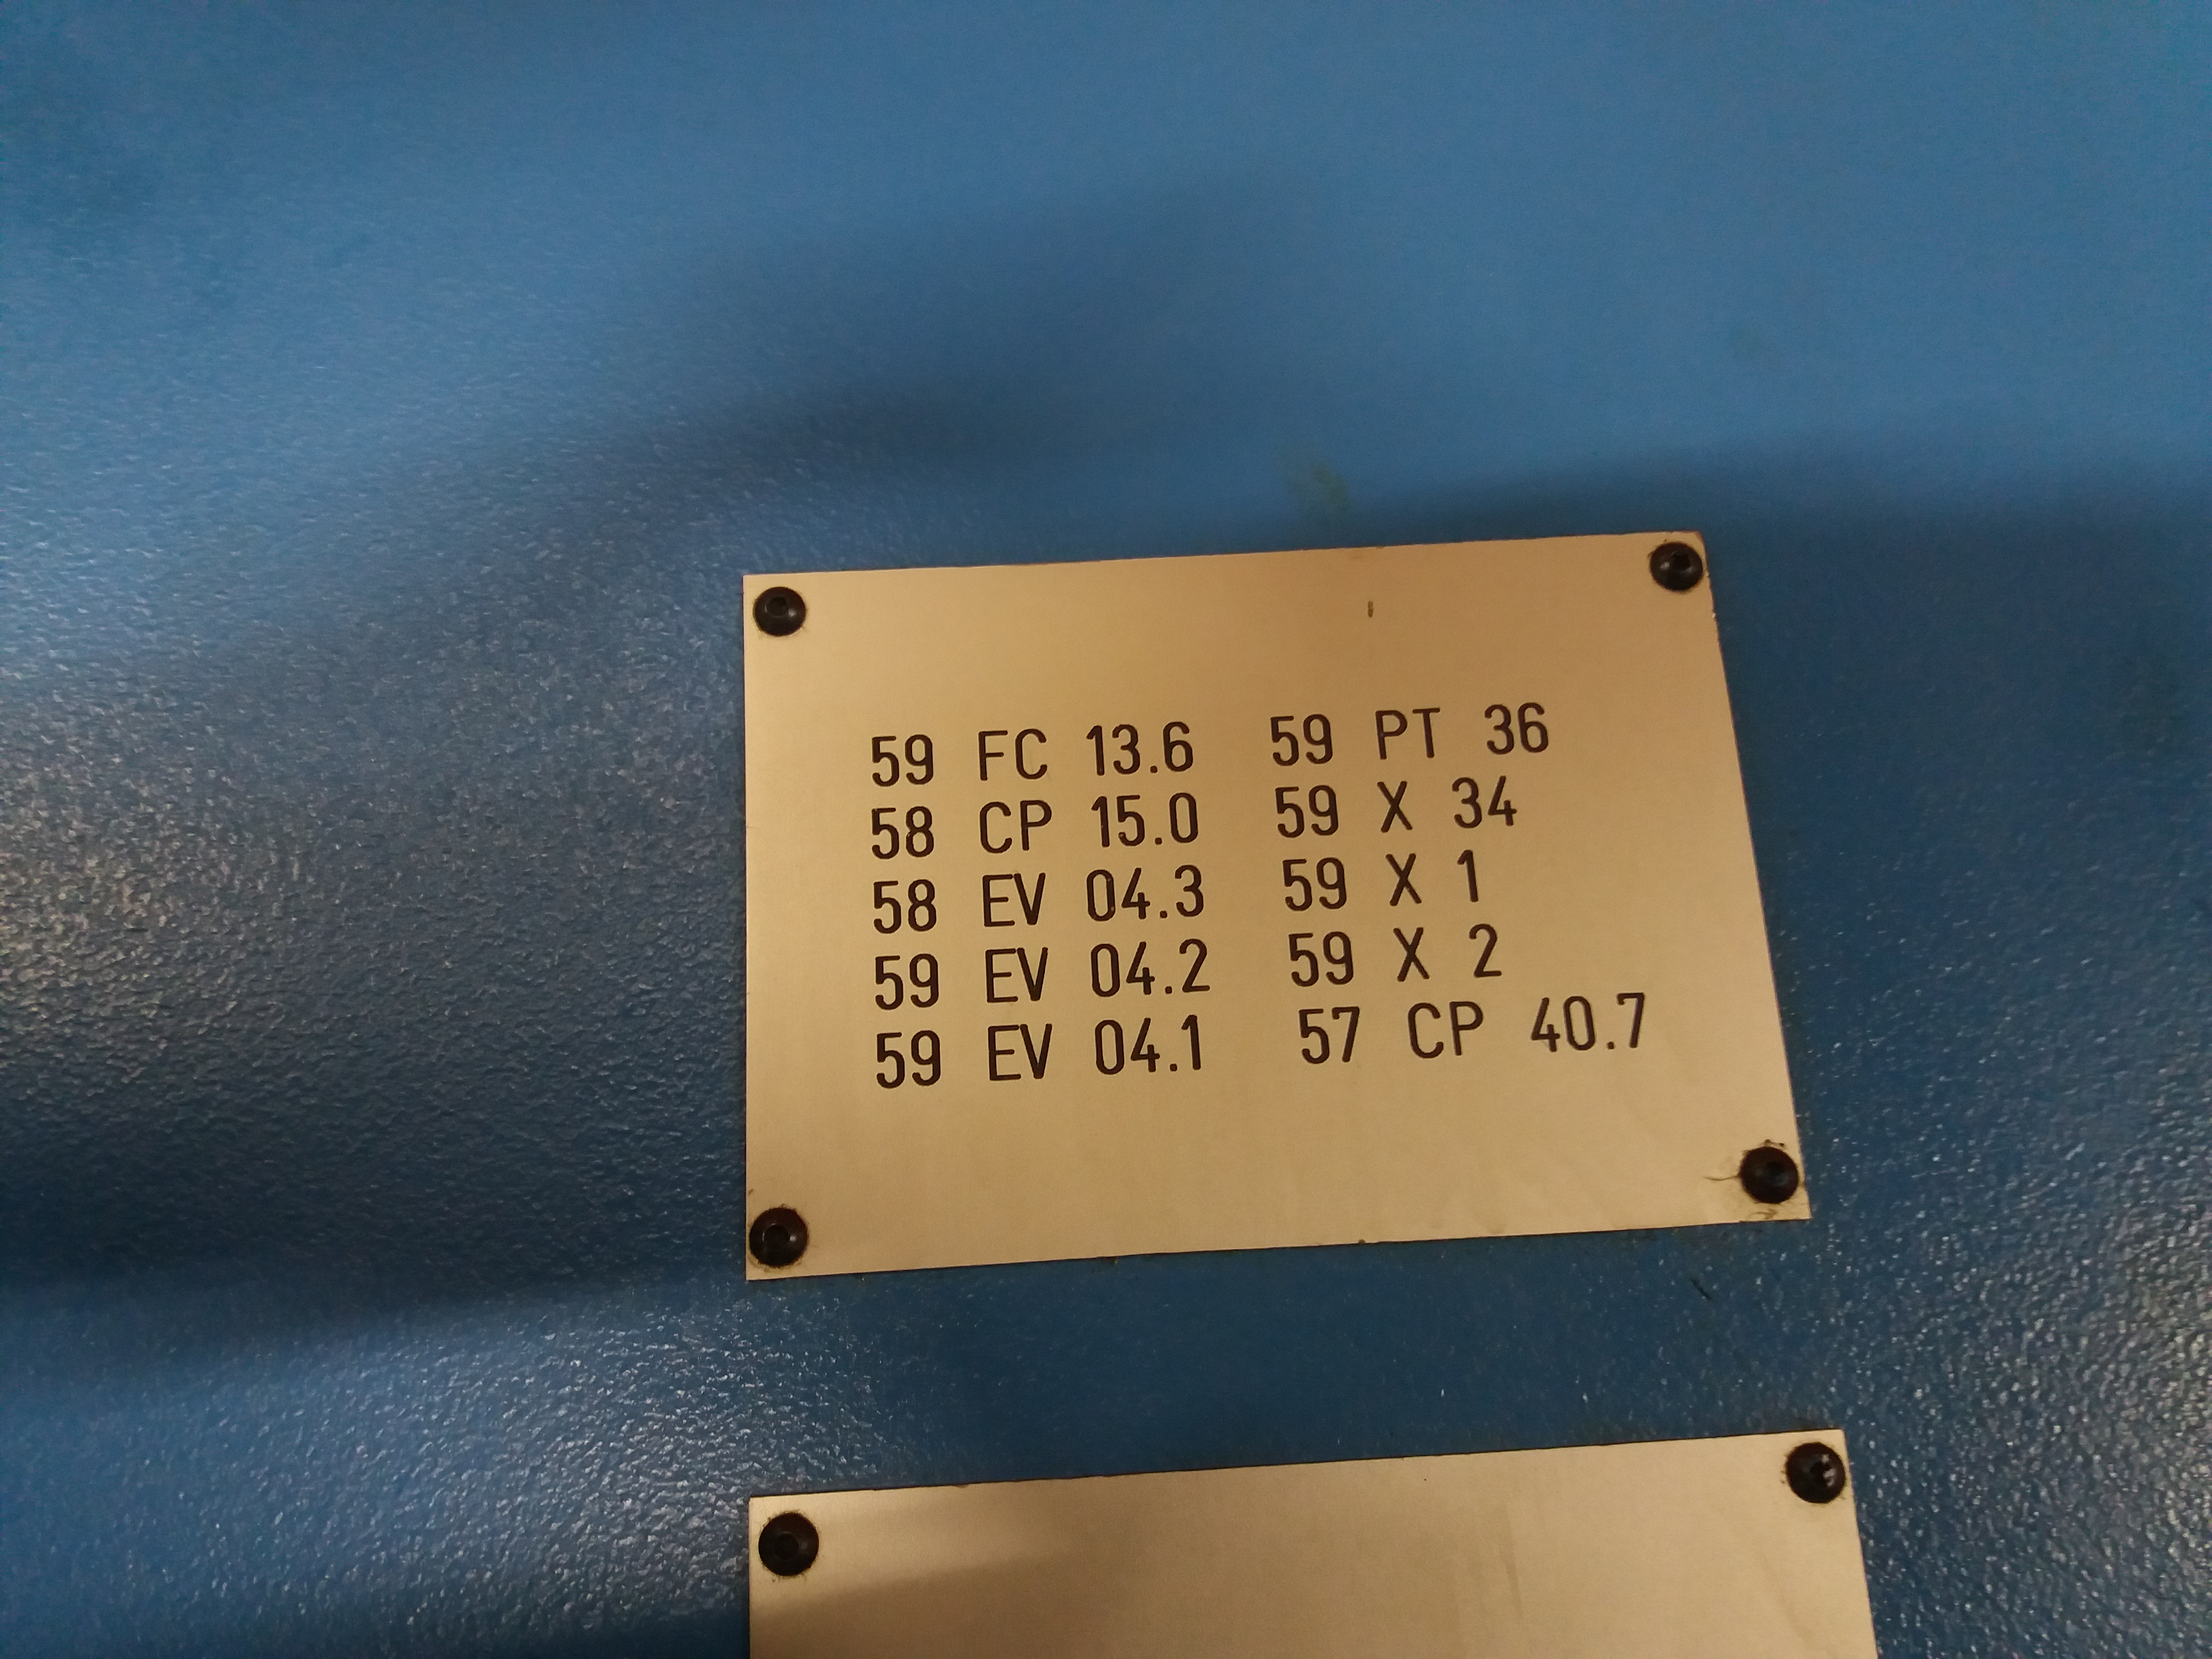 59 FC 13.6 59 PT 36
58 CP 15.0 59 X 34
58 EV 04.3 59 X 1
59 EV 04.2 59 X 2
59 EV 04.1 57 CP 40.7